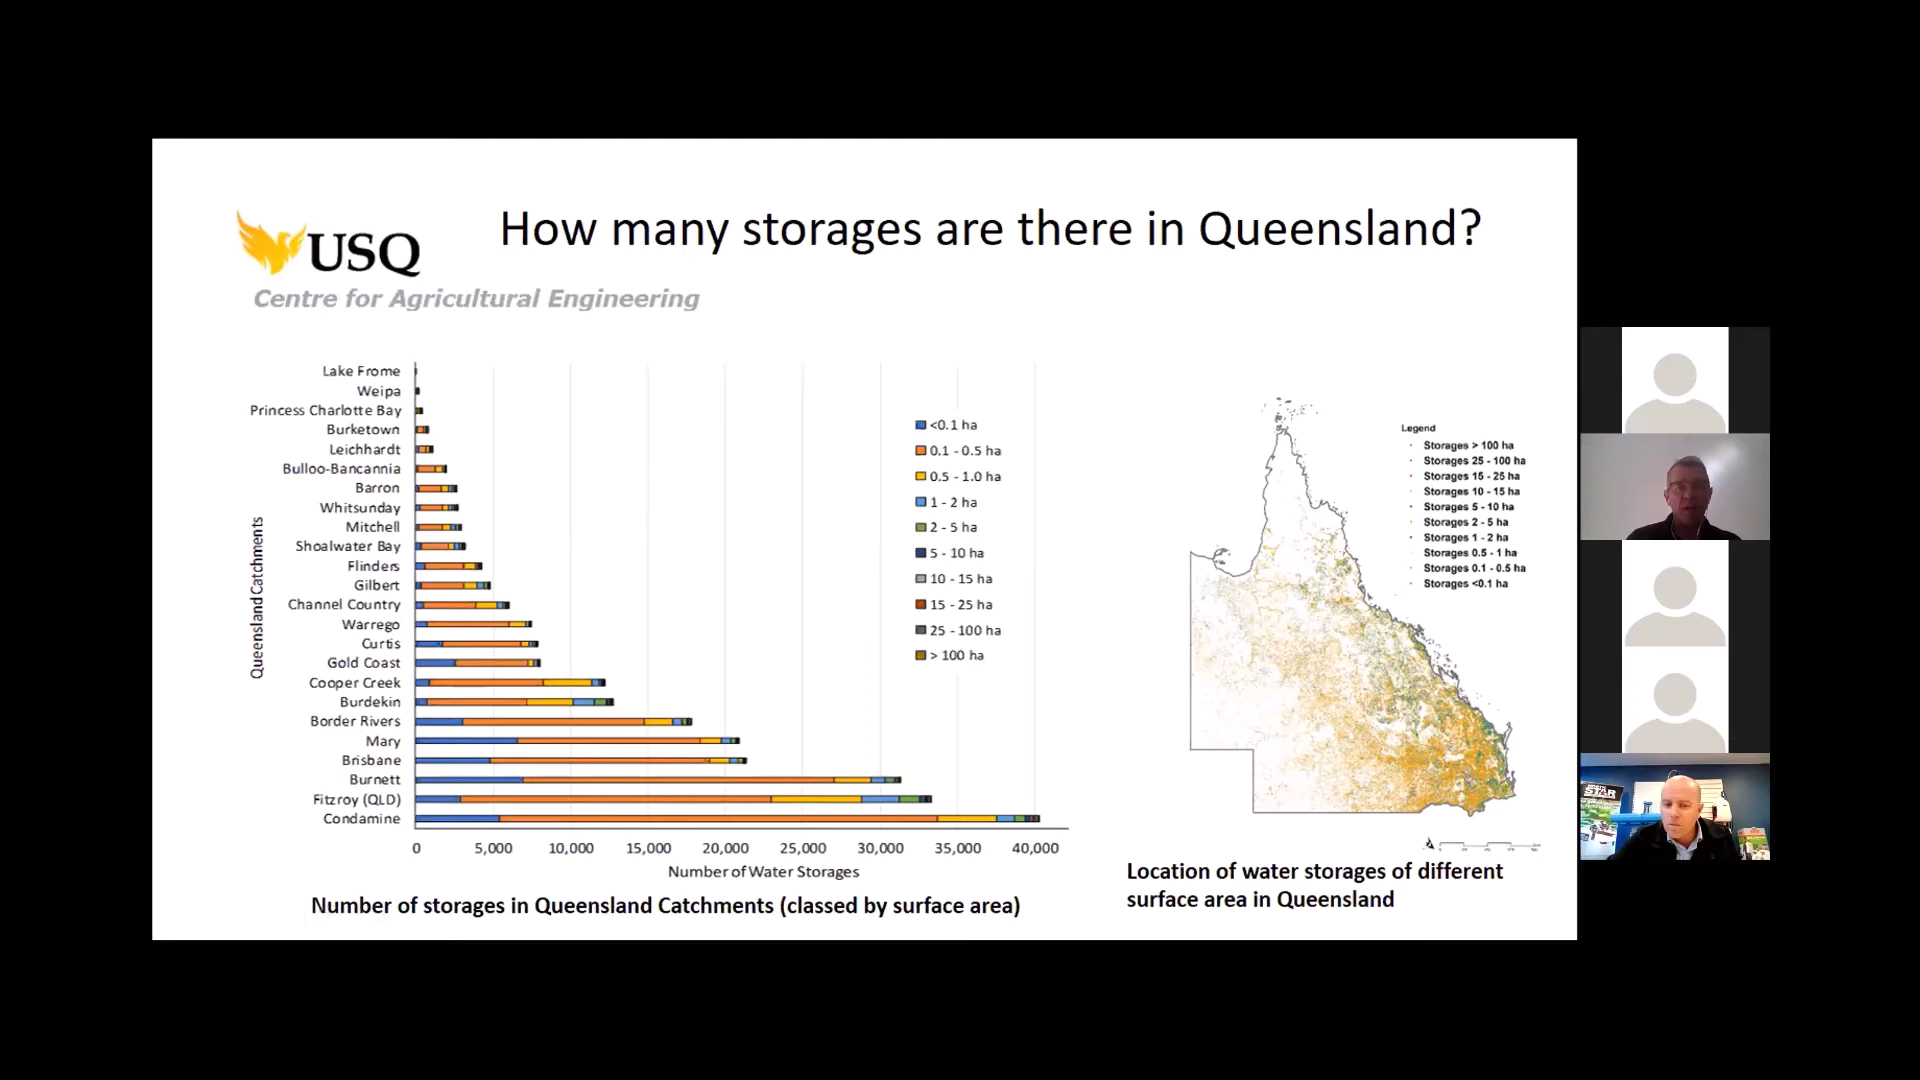 How many storages are there in Queensland?
USQ
Centre for Agricultural Engineering
Queensland Catchments
Lake Frome
Weipa
Princess Charlotte Bay
Burketown
Leichhardt
Bulloo-Bancannia
Barron
Whitsunday
Mitchell
Shoalwater Bay
Flinders
Gilbert
Channel Country
Warrego
Curtis
Gold Coast
Cooper Creek
Burdekin
Border Rivers
Mary
Brisbane
Burnett
Fitzroy (QLD)
Condamine
0 5,000 10,000 15,000 20,000 25,000 30,000 35,000 40,000
Number of Water Storages
<0.1 ha
0.1 - 0.5 ha
0.5 - 1.0 ha
1 - 2 ha
2 - 5 ha
5 - 10 ha
10 - 15 ha
15 - 25 ha
25 - 100 ha
> 100 ha
Number of storages in Queensland Catchments (classed by surface area)
Legend
Storages > 100 ha
Storages 25 - 100 ha
Storages 15 - 25 ha
Storages 10 - 15 ha
Storages 5 - 10 ha
Storages 2 - 5 ha
Storages 1 - 2 ha
Storages 0.5 - 1 ha
Storages 0.1 - 0.5 ha
Storages <0.1 ha
Location of water storages of different
surface area in Queensland
STAR